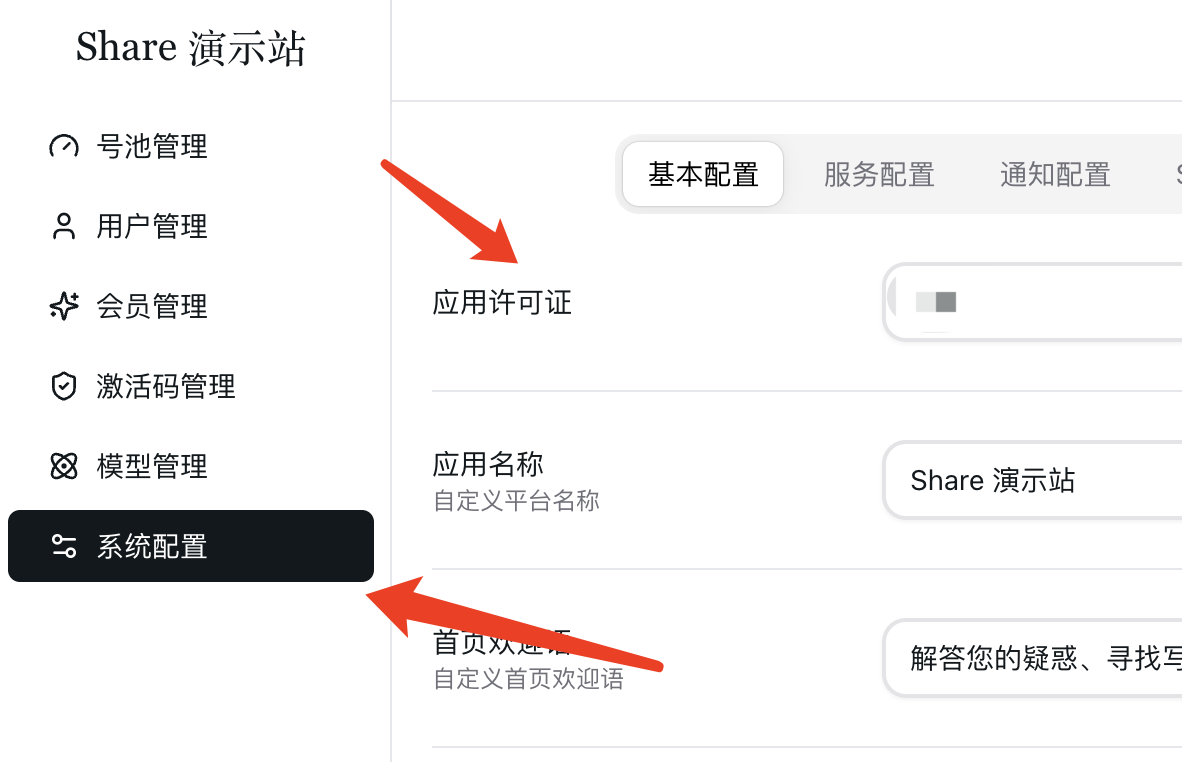 Share 演示站
号池管理
用户管理
会员管理
激活码管理
模型管理
系统配置
基本配置 服务配置 通知配置
应用许可证
应用名称
自定义平台名称
Share 演示站
首页欢迎语
自定义首页欢迎语
解答您的疑惑、寻找写